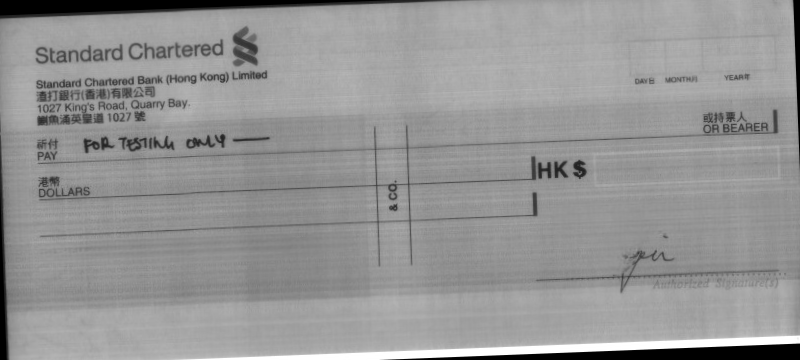 Standard Chartered
Standard Chartered Bank (Hong Kong) Limited
渣打銀行(香港)有限公司
1027 King's Road, Quarry Bay.
鰂魚涌英皇道 1027 號
DAY日 MONTH月 YEAR年
祈付
PAY
FOR TESTING ONLY
或持票人
OR BEARER
港幣
DOLLARS
HK $
& CO.
Authorized Signature(s)